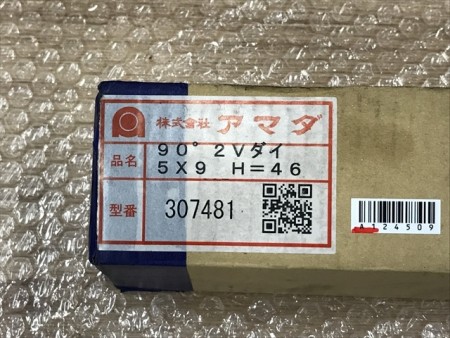 株式会社 アマダ
品名 90° 2Vダイ
5X9 H=46
型番 307481
A124509